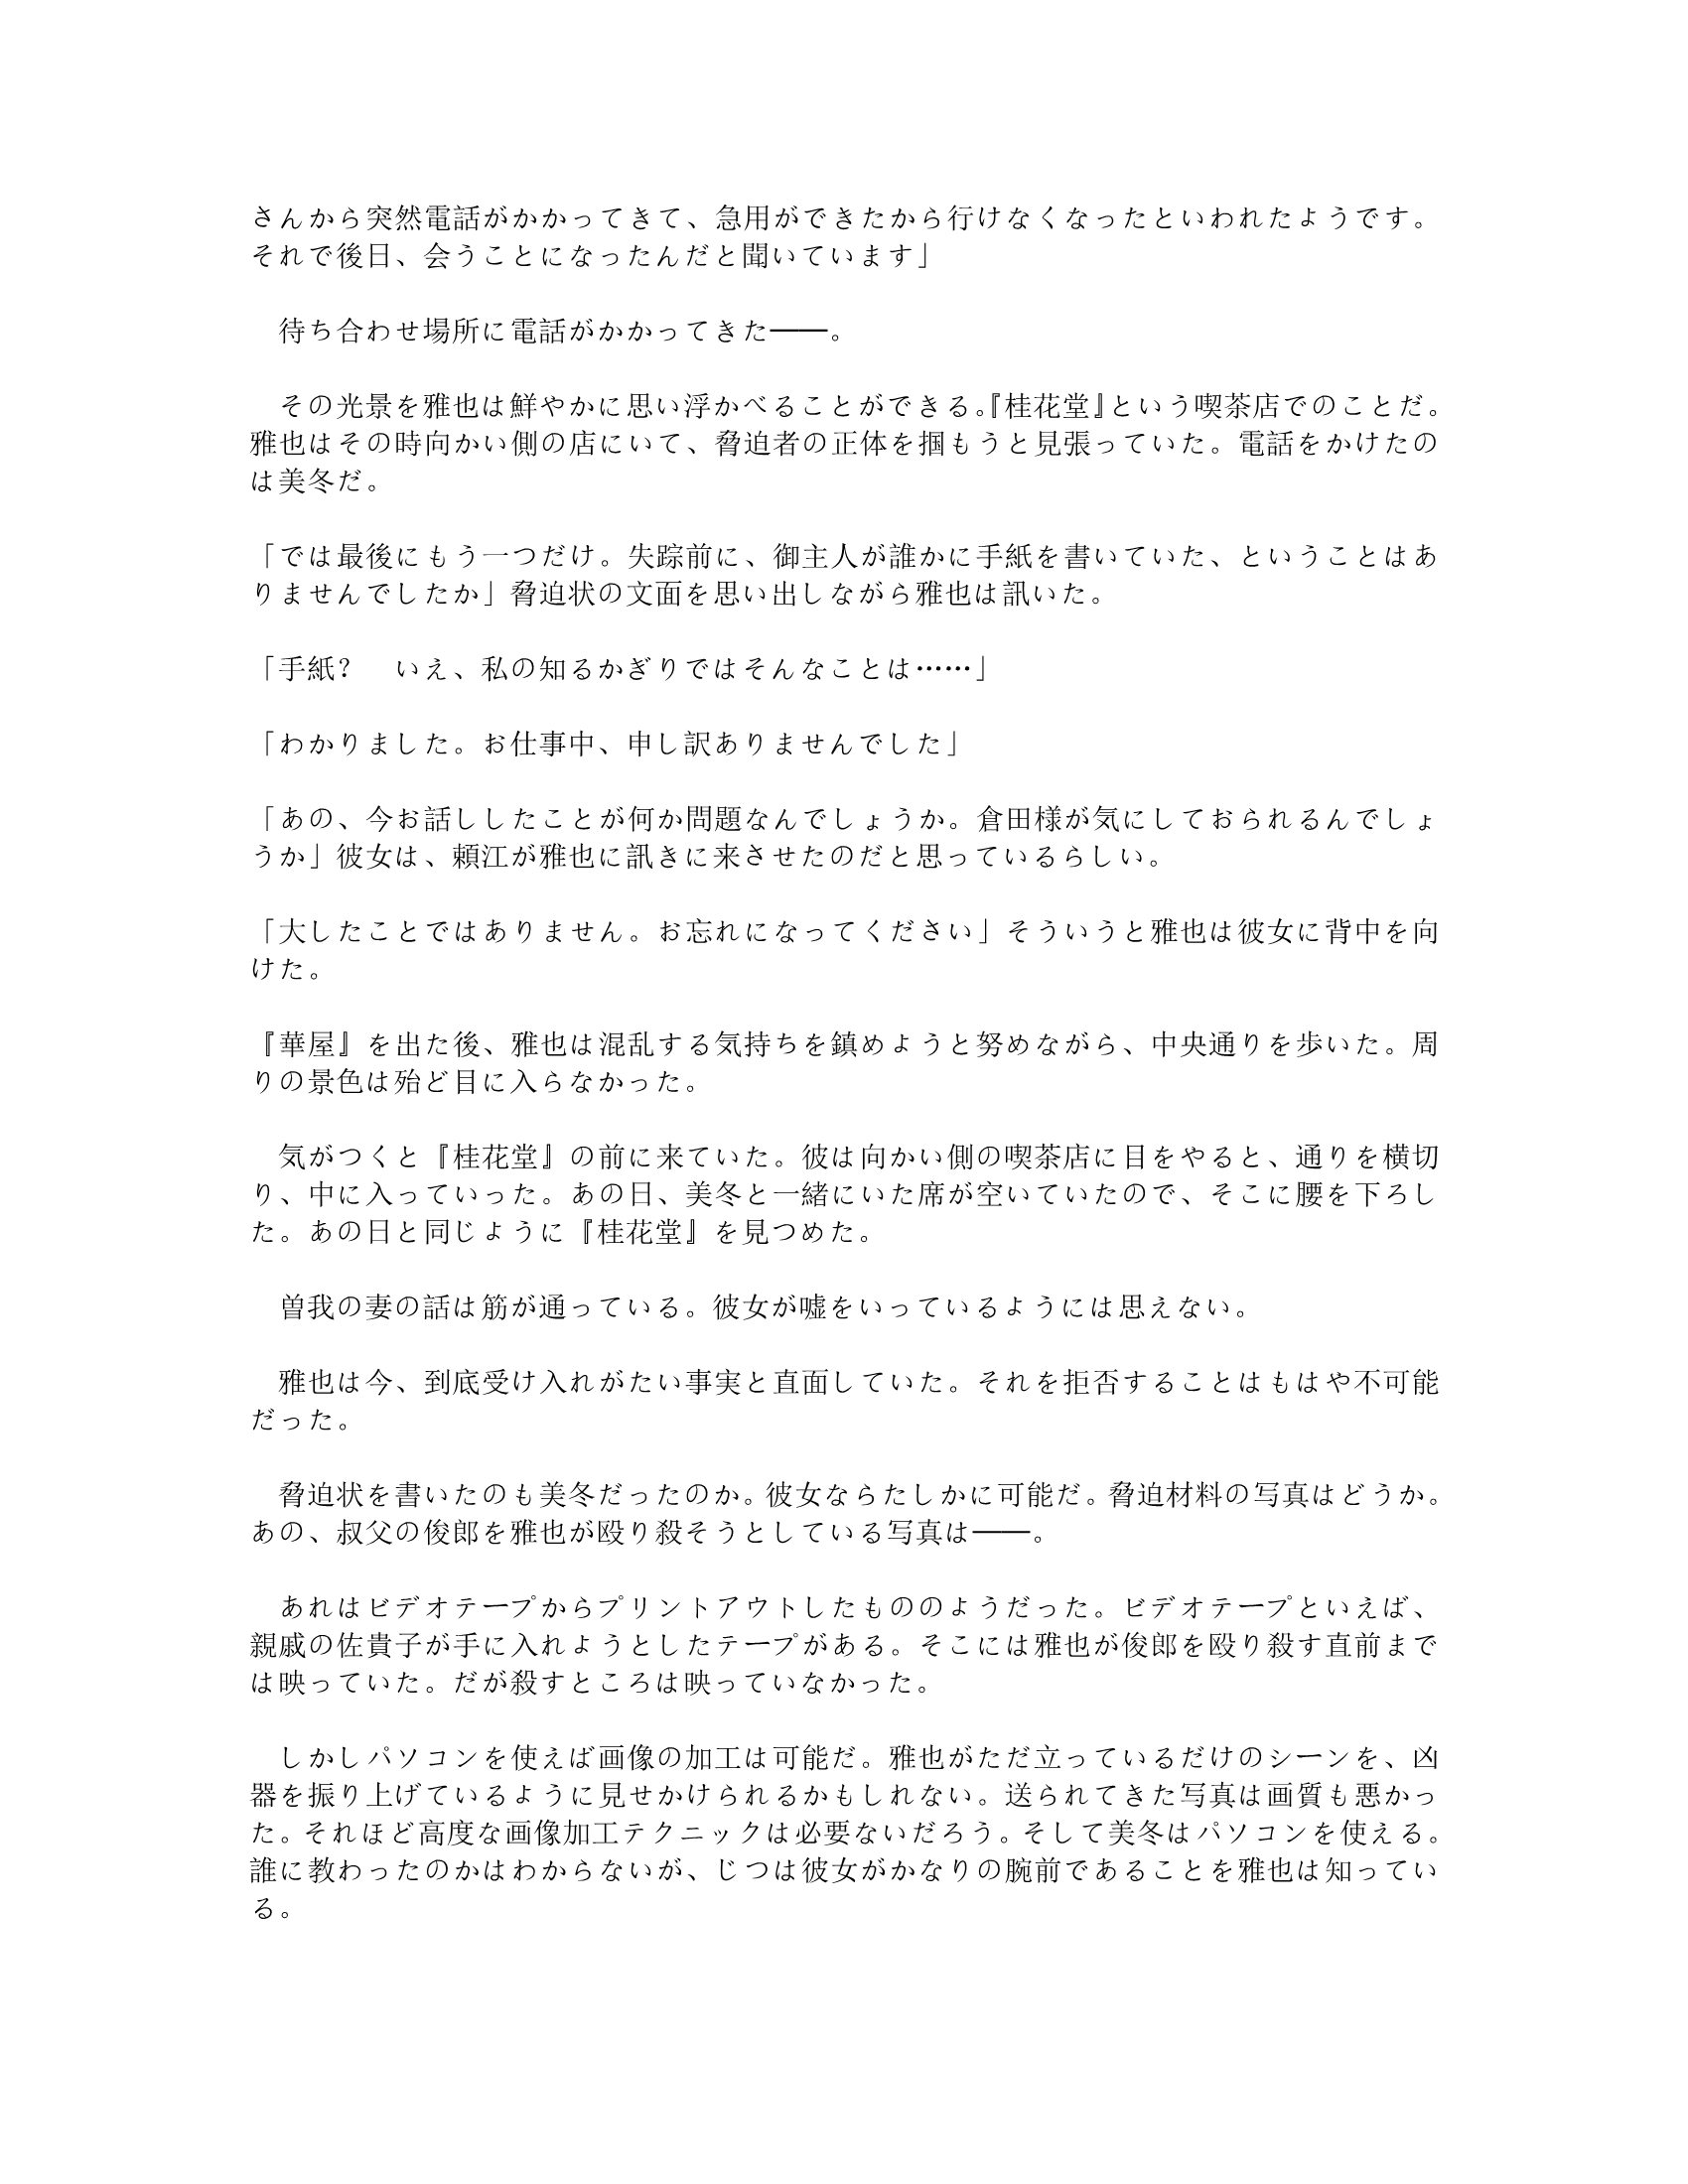 さんから突然電話がかかってきて、急用ができたから行けなくなったといわれたようです。
それで後日、会うことになったんだと聞いています」
　待ち合わせ場所に電話がかかってきた――。
　その光景を雅也は鮮やかに思い浮かべることができる。『桂花堂』という喫茶店でのことだ。
雅也はその時向かい側の店にいて、脅迫者の正体を掴もうと見張っていた。電話をかけたの
は美冬だ。
「では最後にもう一つだけ。失踪前に、御主人が誰かに手紙を書いていた、ということはあ
りませんでしたか」脅迫状の文面を思い出しながら雅也は訊いた。
「手紙？　いえ、私の知るかぎりではそんなことは……」
「わかりました。お仕事中、申し訳ありませんでした」
「あの、今お話ししたことが何か問題なんでしょうか。倉田様が気にしておられるんでしょ
うか」彼女は、頼江が雅也に訊きに来させたのだと思っているらしい。
「大したことではありません。お忘れになってください」そういうと雅也は彼女に背中を向
けた。
『華屋』を出た後、雅也は混乱する気持ちを鎮めようと努めながら、中央通りを歩いた。周
りの景色は殆ど目に入らなかった。
　気がつくと『桂花堂』の前に来ていた。彼は向かい側の喫茶店に目をやると、通りを横切
り、中に入っていった。あの日、美冬と一緒にいた席が空いていたので、そこに腰を下ろし
た。あの日と同じように『桂花堂』を見つめた。
　曽我の妻の話は筋が通っている。彼女が嘘をいっているようには思えない。
　雅也は今、到底受け入れがたい事実と直面していた。それを拒否することはもはや不可能
だった。
　脅迫状を書いたのも美冬だったのか。彼女ならたしかに可能だ。脅迫材料の写真はどうか。
あの、叔父の俊郎を雅也が殴り殺そうとしている写真は――。
　あれはビデオテープからプリントアウトしたもののようだった。ビデオテープといえば、
親戚の佐貴子が手に入れようとしたテープがある。そこには雅也が俊郎を殴り殺す直前まで
は映っていた。だが殺すところは映っていなかった。
　しかしパソコンを使えば画像の加工は可能だ。雅也がただ立っているだけのシーンを、凶
器を振り上げているように見せかけられるかもしれない。送られてきた写真は画質も悪かっ
た。それほど高度な画像加工テクニックは必要ないだろう。そして美冬はパソコンを使える。
誰に教わったのかはわからないが、じつは彼女がかなりの腕前であることを雅也は知ってい
る。